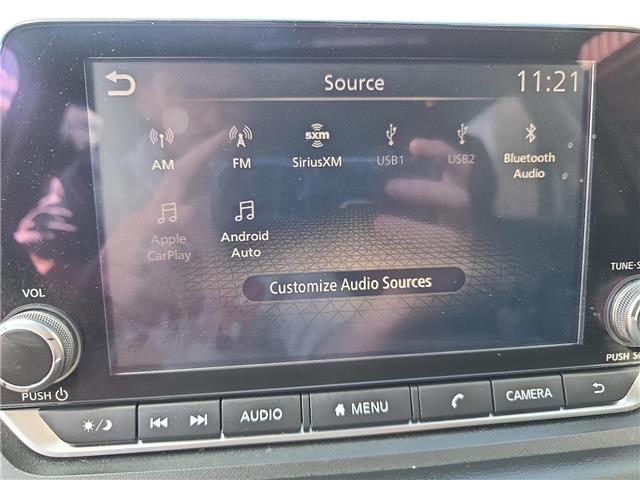 Source
11:21
sxm
AM
FM
SiriusXM
USB1
USB2
Bluetooth
Audio
Apple
CarPlay
Android
Auto
Customize Audio Sources
VOL
PUSH
TUNE·S
PUSH SO
AUDIO
MENU
CAMERA